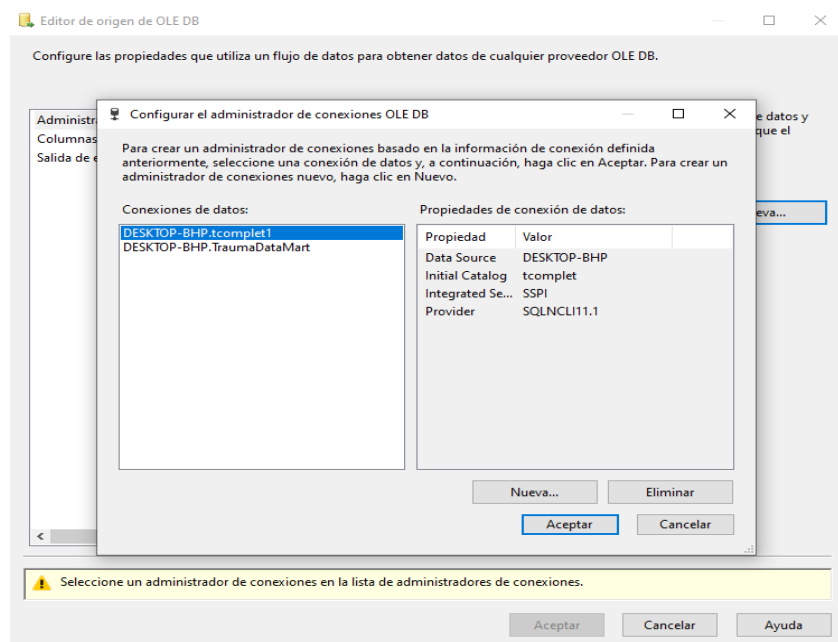 Editor de origen de OLE DB
Configure las propiedades que utiliza un flujo de datos para obtener datos de cualquier proveedor OLE DB.
Administr
Columnas
Salida de e
e datos y
que el
eva...
Configurar el administrador de conexiones OLE DB
Para crear un administrador de conexiones basado en la información de conexión definida
anteriormente, seleccione una conexión de datos y, a continuación, haga clic en Aceptar. Para crear un
administrador de conexiones nuevo, haga clic en Nuevo.
Conexiones de datos:
DESKTOP-BHP.tcomplet1
DESKTOP-BHP.TraumaDataMart
Propiedades de conexión de datos:
Propiedad Valor
Data Source DESKTOP-BHP
Initial Catalog tcomplet
Integrated Se... SSPI
Provider SQLNCLI11.1
Nueva... Eliminar
Aceptar Cancelar
Seleccione un administrador de conexiones en la lista de administradores de conexiones.
Aceptar Cancelar Ayuda